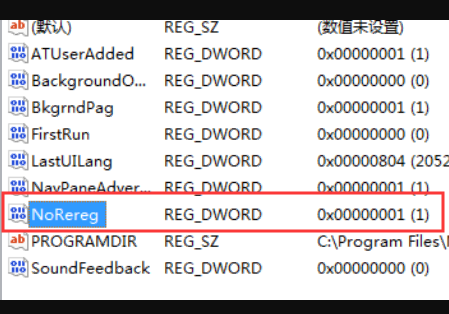 (默认) REG_SZ (数值未设置)
ATUserAdded REG_DWORD 0x00000001 (1)
BackgroundO... REG_DWORD 0x00000000 (0)
BkgrndPag REG_DWORD 0x00000001 (1)
FirstRun REG_DWORD 0x00000000 (0)
LastUILang REG_DWORD 0x00000804 (2052
NavPaneAdver... REG_DWORD 0x00000001 (1)
NoRereg REG_DWORD 0x00000001 (1)
PROGRAMDIR REG_SZ C:\Program Files\
SoundFeedback REG_DWORD 0x00000000 (0)